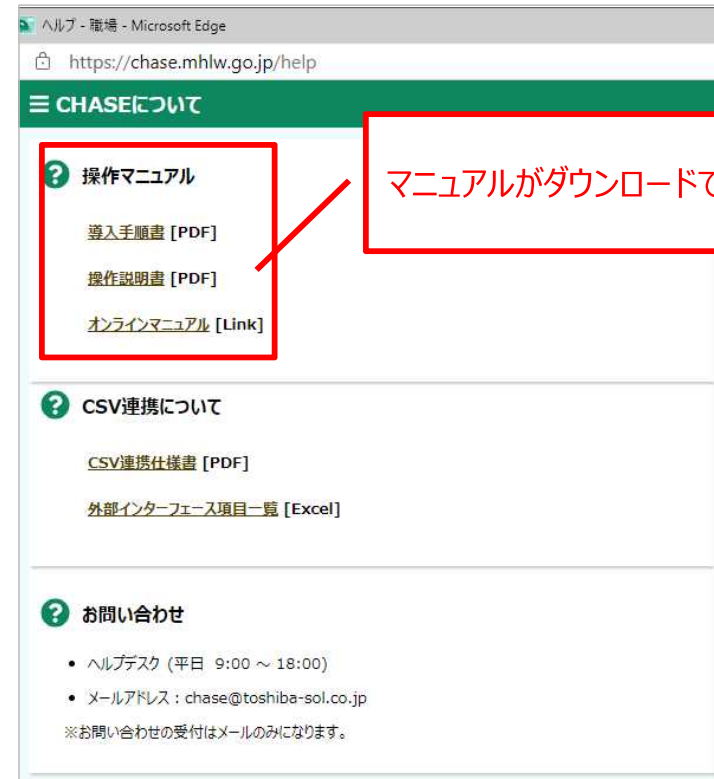 ヘルプ - 職場 - Microsoft Edge
https://chase.mhlw.go.jp/help
CHASEについて
操作マニュアル
マニュアルがダウンロードで
導入手順書 [PDF]
操作説明書 [PDF]
オンラインマニュアル [Link]
CSV連携について
CSV連携仕様書 [PDF]
外部インターフェース項目一覧 [Excel]
お問い合わせ
• ヘルプデスク (平日 9:00 ～ 18:00)
• メールアドレス : chase@toshiba-sol.co.jp
※お問い合わせの受付はメールのみになります。